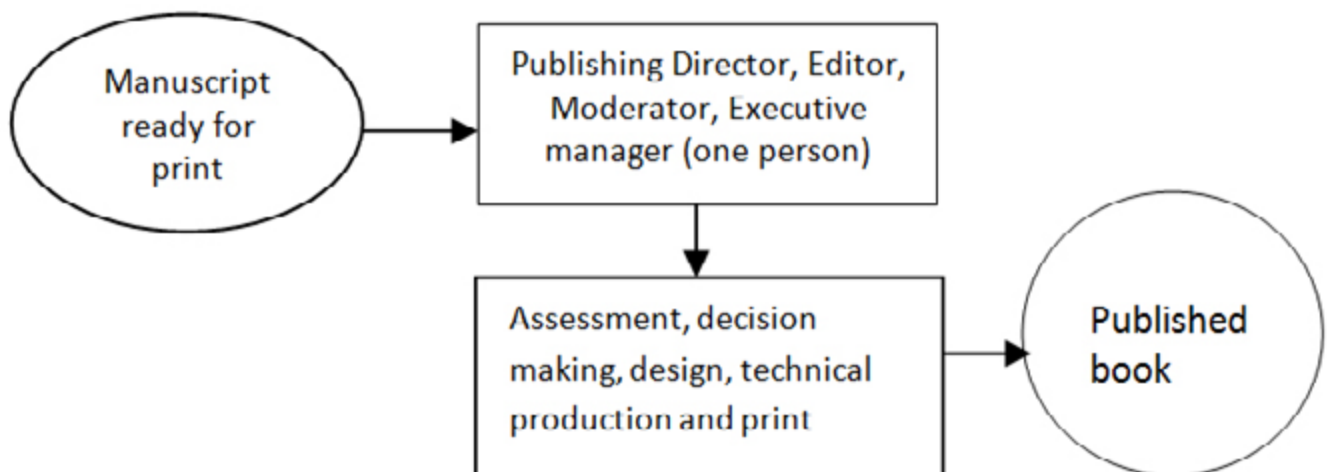 Manuscript
ready for
print
Publishing Director, Editor,
Moderator, Executive
manager (one person)
Assessment, decision
making, design, technical
production and print
Published
book